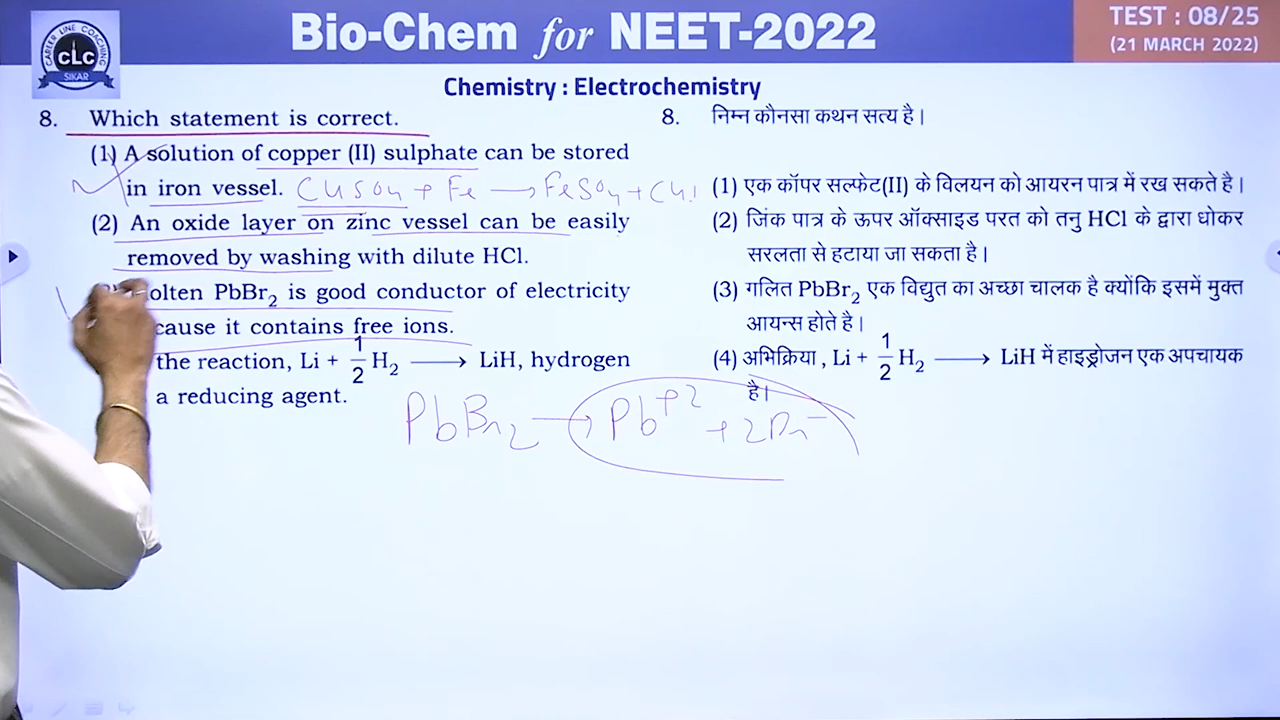 Bio-Chem for NEET-2022
TEST : 08/25
(21 MARCH 2022)
CAREER LINE COACHING
CLC
SIKAR
Chemistry : Electrochemistry
8. Which statement is correct.
(1) A solution of copper (II) sulphate can be stored
in iron vessel. CuSO4 + Fe → FeSO4 + Cu
(2) An oxide layer on zinc vessel can be easily
removed by washing with dilute HCl.
olten PbBr2 is good conductor of electricity
cause it contains free ions.
the reaction, Li + 1/2 H2 ⟶ LiH, hydrogen
a reducing agent.
PbBr2 → Pb+2 + 2Br-
8. निम्न कौनसा कथन सत्य है।
(1) एक कॉपर सल्फेट(II) के विलयन को आयरन पात्र में रख सकते है।
(2) जिंक पात्र के ऊपर ऑक्साइड परत को तनु HCl के द्वारा धोकर
सरलता से हटाया जा सकता है।
(3) गलित PbBr2 एक विद्युत का अच्छा चालक है क्योंकि इसमें मुक्त
आयन्स होते है।
(4) अभिक्रिया , Li + 1/2 H2 ⟶ LiH में हाइड्रोजन एक अपचायक
है।